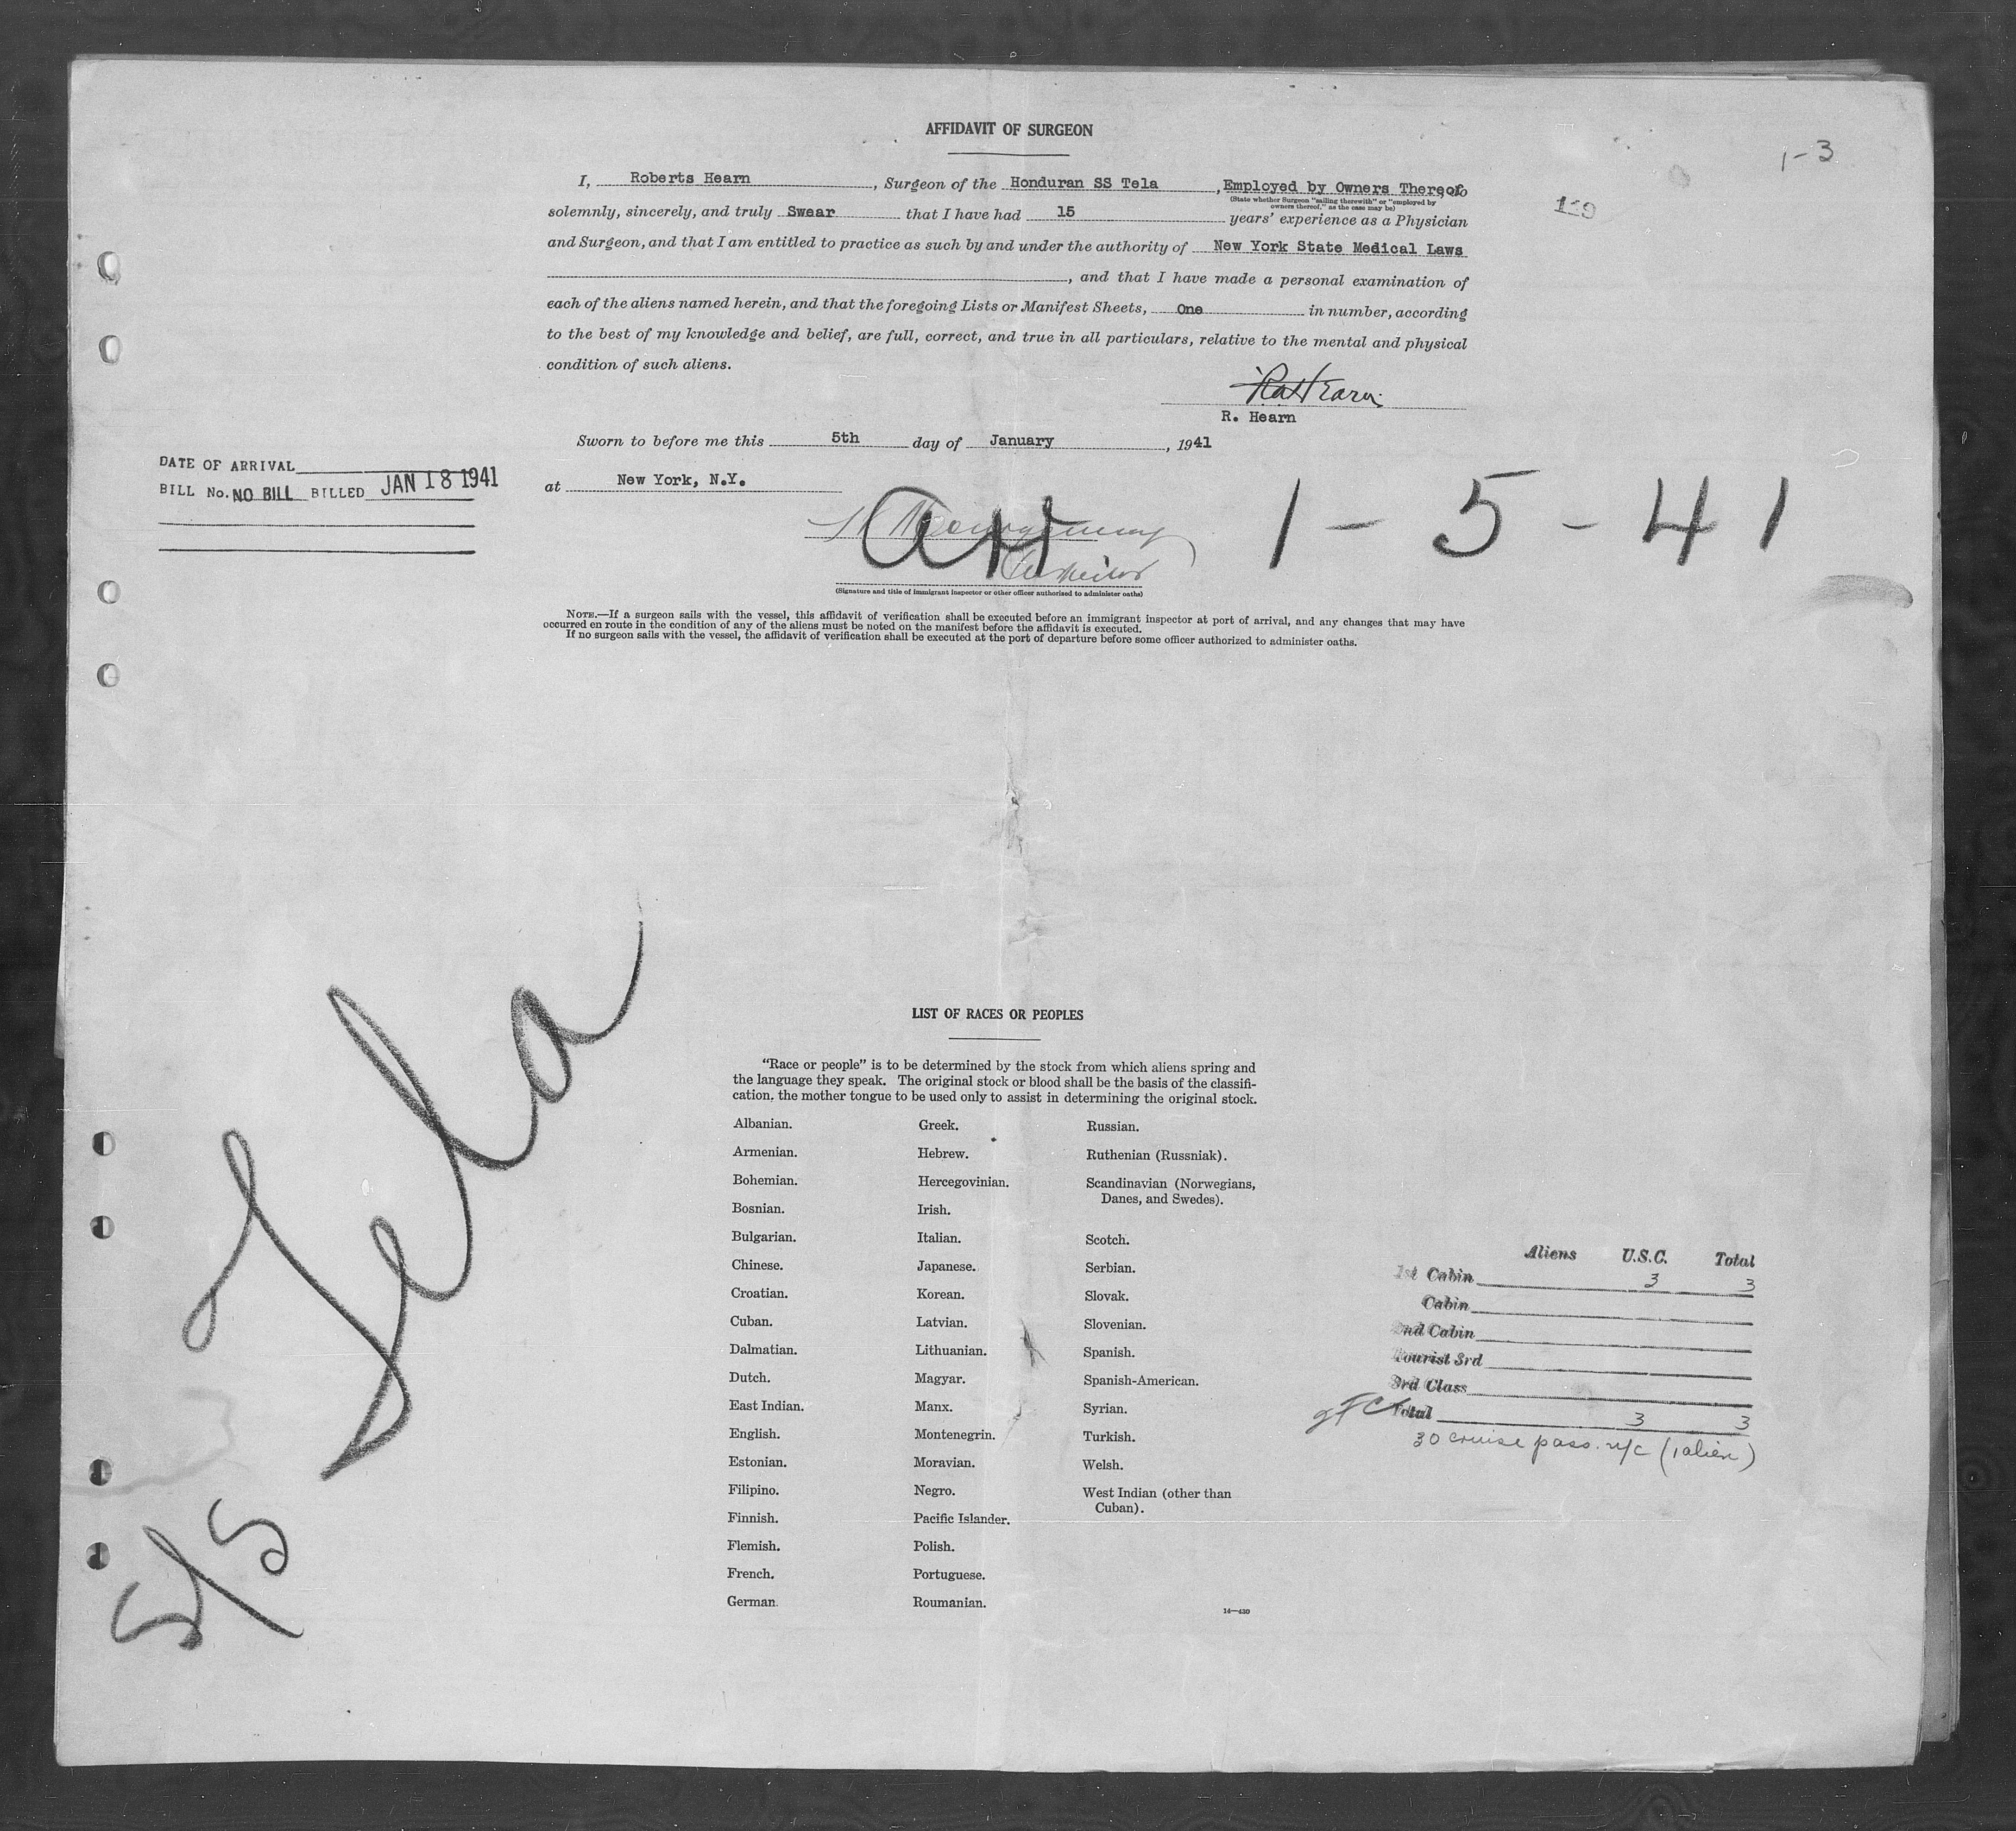 AFFIDAVIT OF SURGEON
1-3
I, Roberts Hearn, Surgeon of the Honduran SS Tela, Employed by Owners Thereof, do
(State whether Surgeon "sailing therewith" or "employed by
owners thereof," as the case may be)
solemnly, sincerely, and truly Swear that I have had 15 years' experience as a Physician
and Surgeon, and that I am entitled to practice as such by and under the authority of New York State Medical Laws
, and that I have made a personal examination of
each of the aliens named herein, and that the foregoing Lists or Manifest Sheets, One in number, according
to the best of my knowledge and belief, are full, correct, and true in all particulars, relative to the mental and physical
condition of such aliens.
R. Hearn
Sworn to before me this 5th day of January, 1941
DATE OF ARRIVAL
BILL No. NO BILL BILLED JAN 18 1941
at New York, N.Y.
1-5-41
(Signature and title of immigrant inspector or other officer authorized to administer oaths)
NOTE.—If a surgeon sails with the vessel, this affidavit of verification shall be executed before an immigrant inspector at port of arrival, and any changes that may have
occurred en route in the condition of any of the aliens must be noted on the manifest before the affidavit is executed.
If no surgeon sails with the vessel, the affidavit of verification shall be executed at the port of departure before some officer authorized to administer oaths.
S/S Tela
LIST OF RACES OR PEOPLES
"Race or people" is to be determined by the stock from which aliens spring and
the language they speak. The original stock or blood shall be the basis of the classifi-
cation, the mother tongue to be used only to assist in determining the original stock.
Albanian.
Armenian.
Bohemian.
Bosnian.
Bulgarian.
Chinese.
Croatian.
Cuban.
Dalmatian.
Dutch.
East Indian.
English.
Estonian.
Filipino.
Finnish.
Flemish.
French.
German.
Greek.
Hebrew.
Hercegovinian.
Irish.
Italian.
Japanese.
Korean.
Latvian.
Lithuanian.
Magyar.
Manx.
Montenegrin.
Moravian.
Negro.
Pacific Islander.
Polish.
Portuguese.
Roumanian.
Russian.
Ruthenian (Russniak).
Scandinavian (Norwegians,
Danes, and Swedes).
Scotch.
Serbian.
Slovak.
Slovenian.
Spanish.
Spanish-American.
Syrian.
Turkish.
Welsh.
West Indian (other than
Cuban).
14—430
Aliens U.S.C. Total
1st Cabin 3 3
Cabin
2nd Cabin
Tourist 3rd
3rd Class
Total 3 3
30 cruise pass. n/c (1 alien)